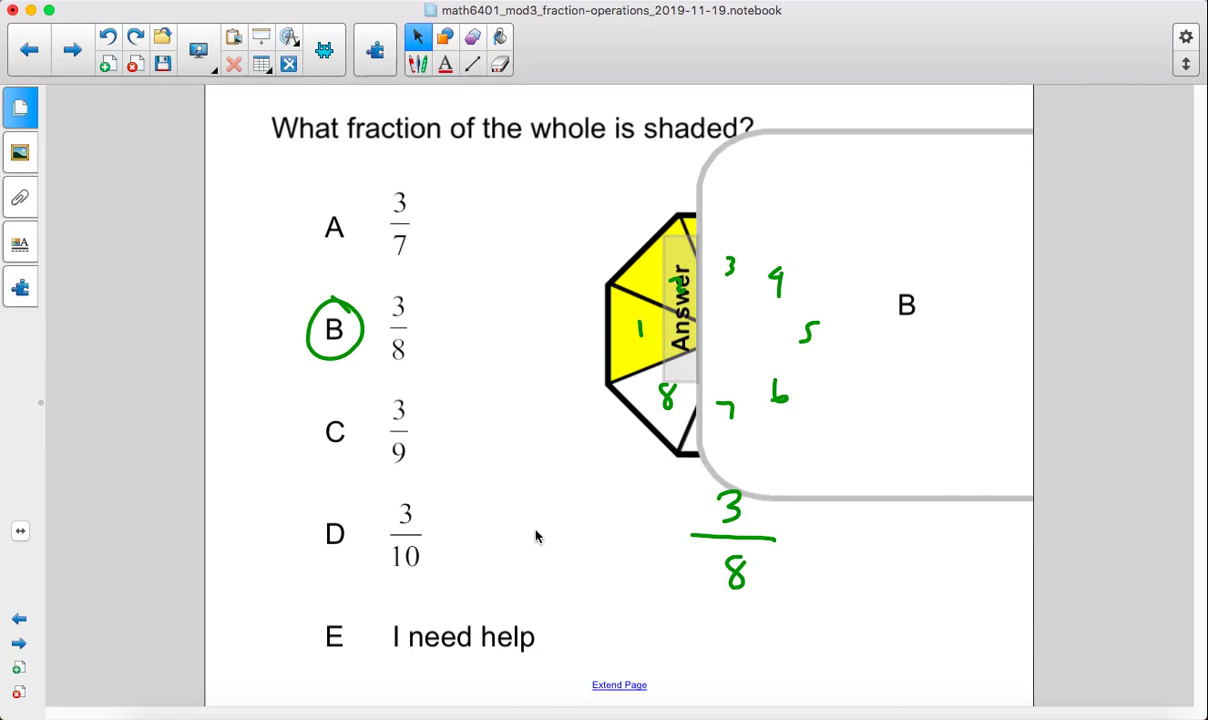 math6401_mod3_fraction-operations_2019-11-19.notebook
What fraction of the whole is shaded?
A 3/7
B 3/8
C 3/9
D 3/10
E I need help
Answer
1
2
3
4
5
6
7
8
B
3/8
Extend Page